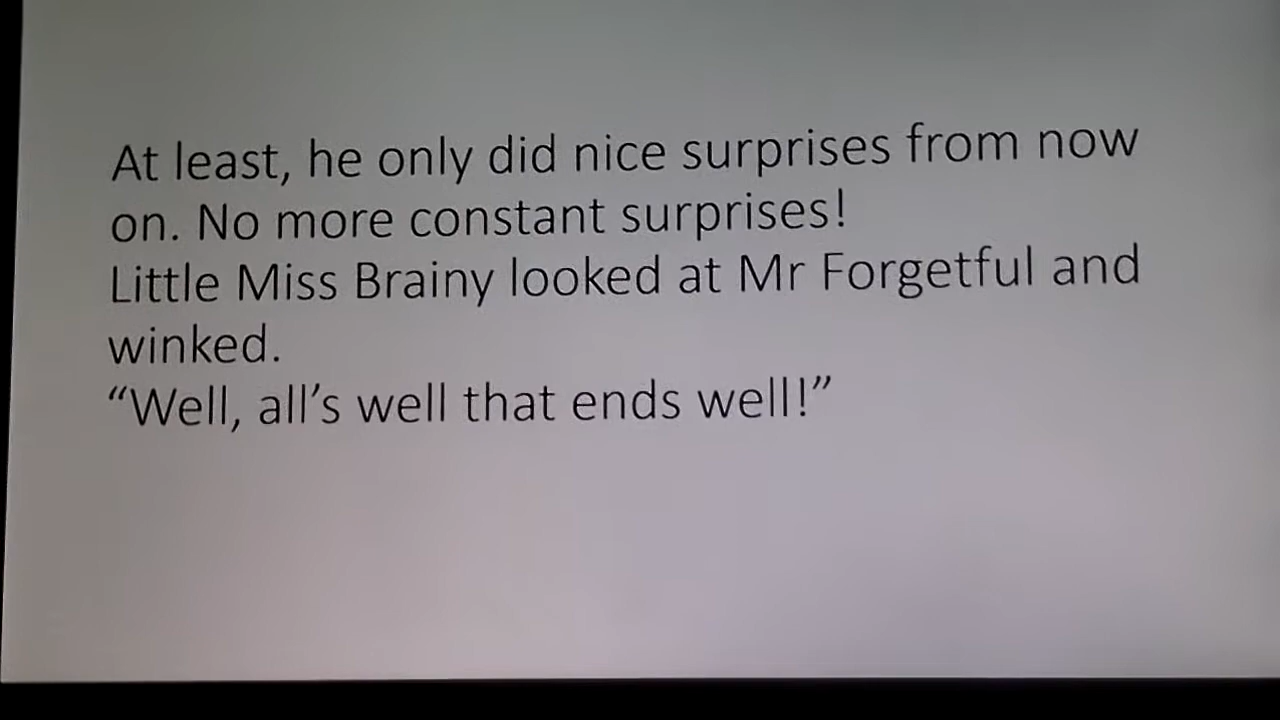 At least, he only did nice surprises from now
on. No more constant surprises!
Little Miss Brainy looked at Mr Forgetful and
winked.
“Well, all’s well that ends well!”